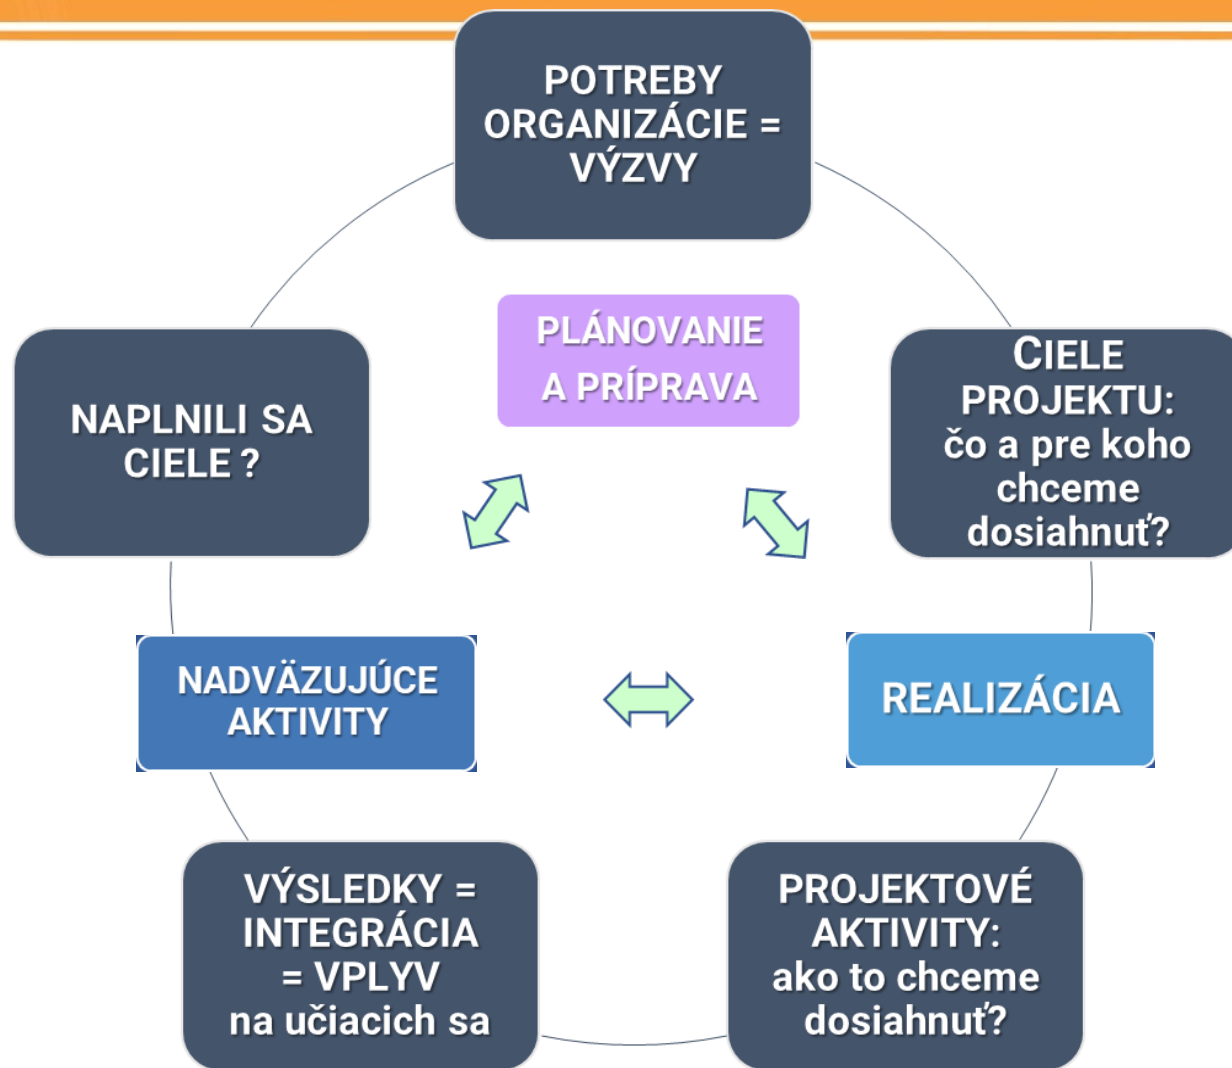 POTREBY
ORGANIZÁCIE =
VÝZVY
PLÁNOVANIE
A PRÍPRAVA
NAPLNILI SA
CIELE ?
CIELE
PROJEKTU:
čo a pre koho
chceme
dosiahnuť?
NADVÄZUJÚCE
AKTIVITY
REALIZÁCIA
VÝSLEDKY =
INTEGRÁCIA
= VPLYV
na učiacich sa
PROJEKTOVÉ
AKTIVITY:
ako to chceme
dosiahnuť?